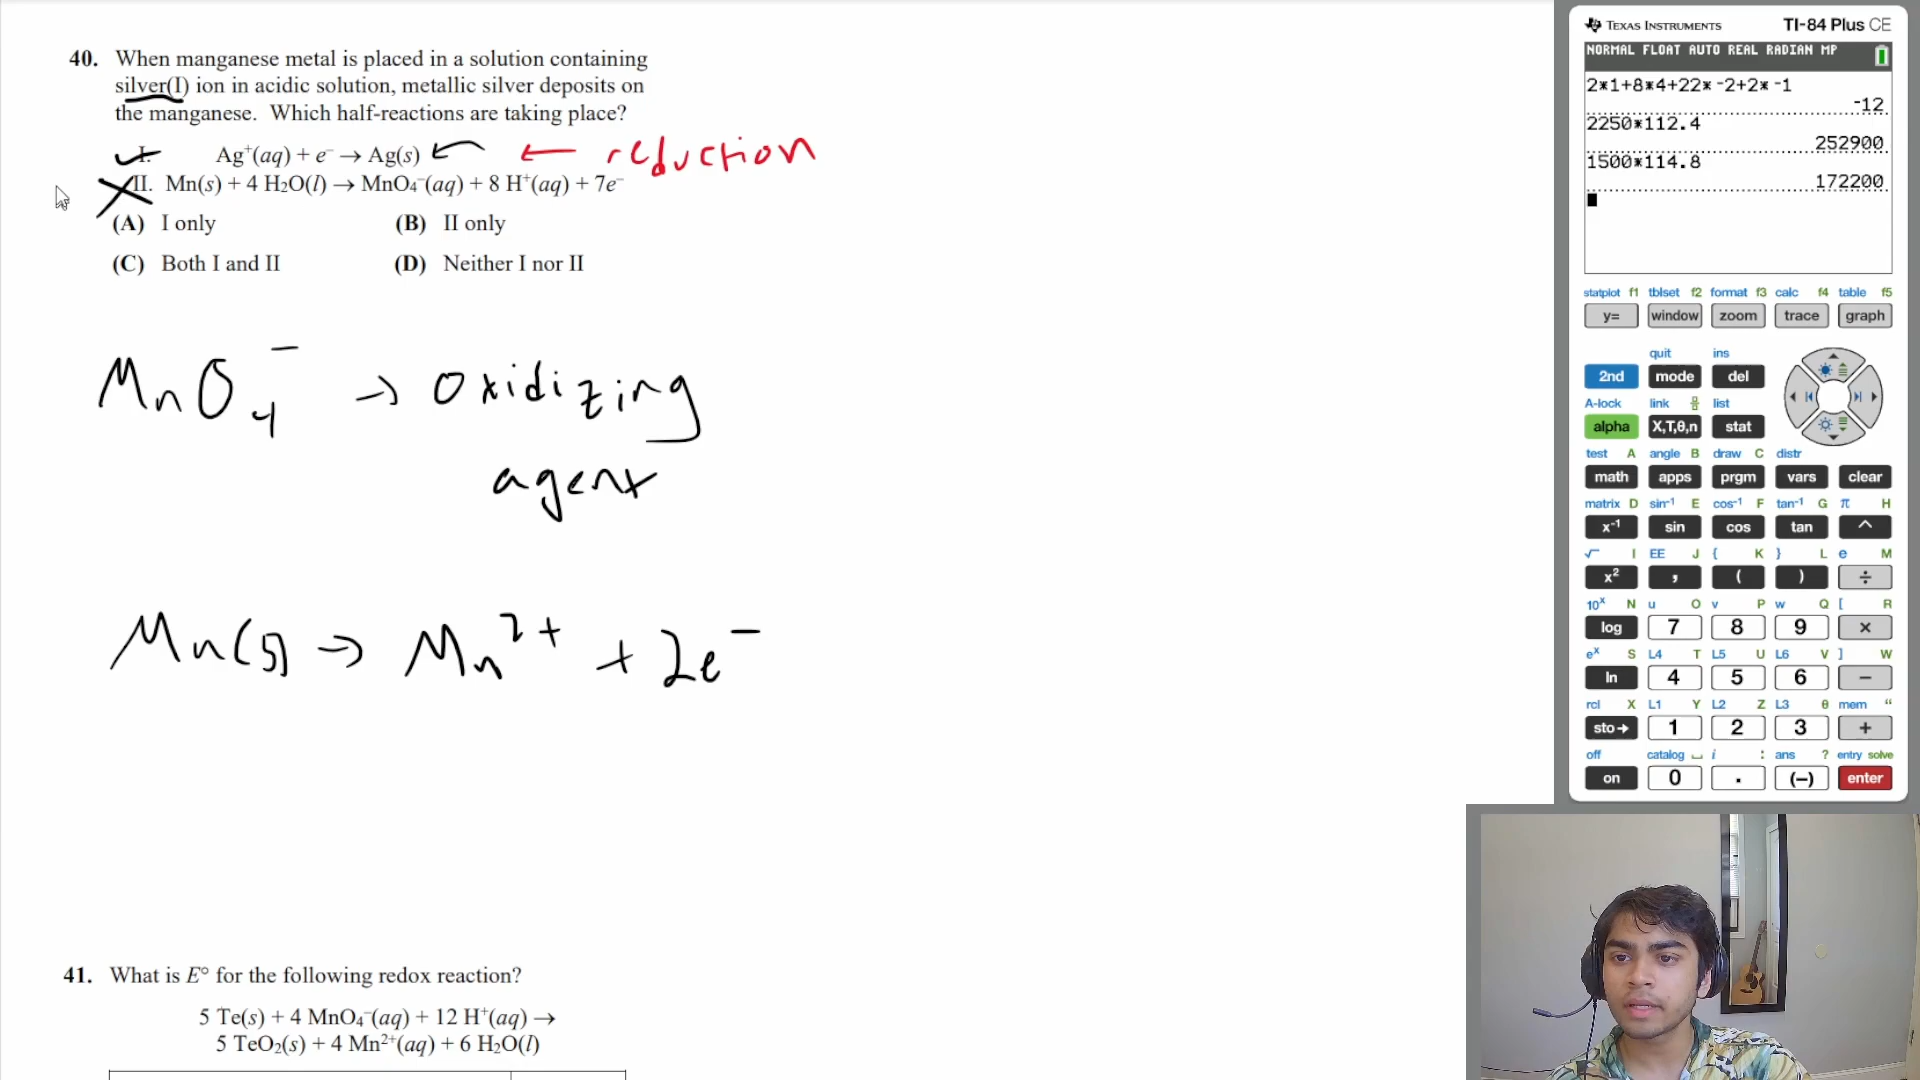 40. When manganese metal is placed in a solution containing
silver(I) ion in acidic solution, metallic silver deposits on
the manganese. Which half-reactions are taking place?
I. Ag⁺(aq) + e⁻ → Ag(s) ← reduction
II. Mn(s) + 4 H₂O(l) → MnO₄⁻(aq) + 8 H⁺(aq) + 7e⁻
(A) I only (B) II only
(C) Both I and II (D) Neither I nor II
MnO₄⁻ → oxidizing
agent
Mn(s) → Mn²⁺ + 2e⁻
41. What is E° for the following redox reaction?
5 Te(s) + 4 MnO₄⁻(aq) + 12 H⁺(aq) →
5 TeO₂(s) + 4 Mn²⁺(aq) + 6 H₂O(l)
TEXAS INSTRUMENTS TI-84 Plus CE
NORMAL FLOAT AUTO REAL RADIAN MP
2*1+8*4+22*-2+2*-1
-12
2250*112.4
252900
1500*114.8
172200
statplot f1 tblset f2 format f3 calc f4 table f5
y= window zoom trace graph
quit ins
2nd mode del
A-lock link list
alpha X,T,θ,n stat
test A angle B draw C distr
math apps prgm vars clear
matrix D sin⁻¹ E cos⁻¹ F tan⁻¹ G π H
x⁻¹ sin cos tan ^
√ I EE J { K } L e M
x² , ( ) ÷
10ˣ N u O v P w Q [ R
log 7 8 9 ×
eˣ S L4 T L5 U L6 V ] W
ln 4 5 6 −
rcl X L1 Y L2 Z L3 θ mem "
sto→ 1 2 3 +
off catalog ⎵ i : ans ? entry solve
on 0 . (−) enter